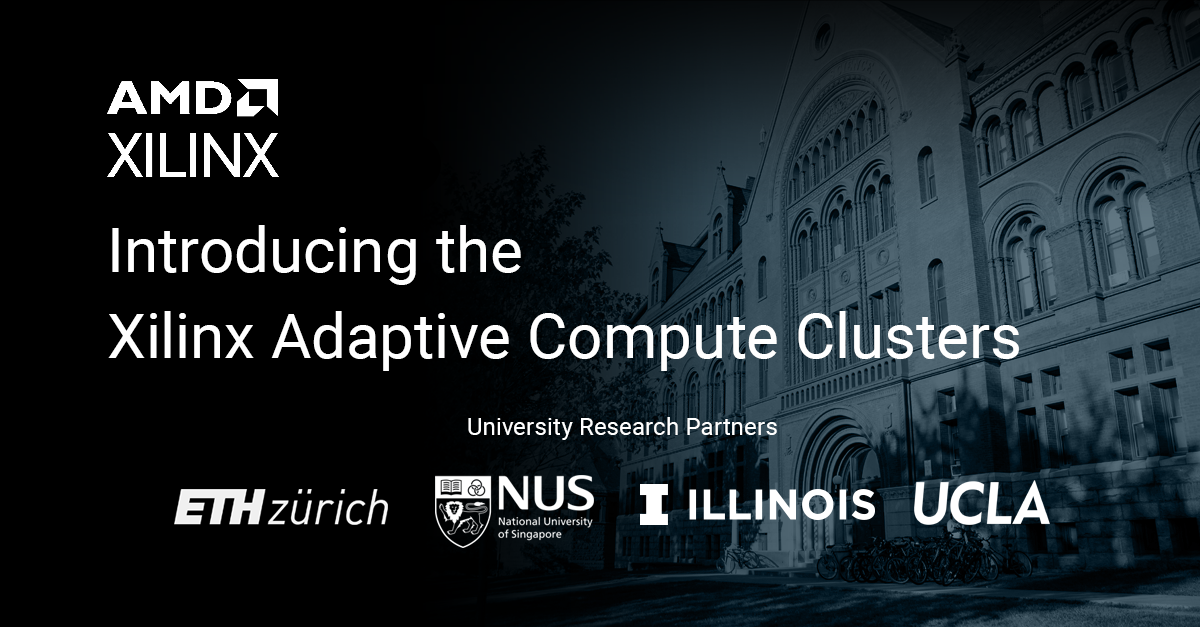 AMD
XILINX
Introducing the
Xilinx Adaptive Compute Clusters
University Research Partners
ETH zürich
NUS
National University
of Singapore
I ILLINOIS
UCLA